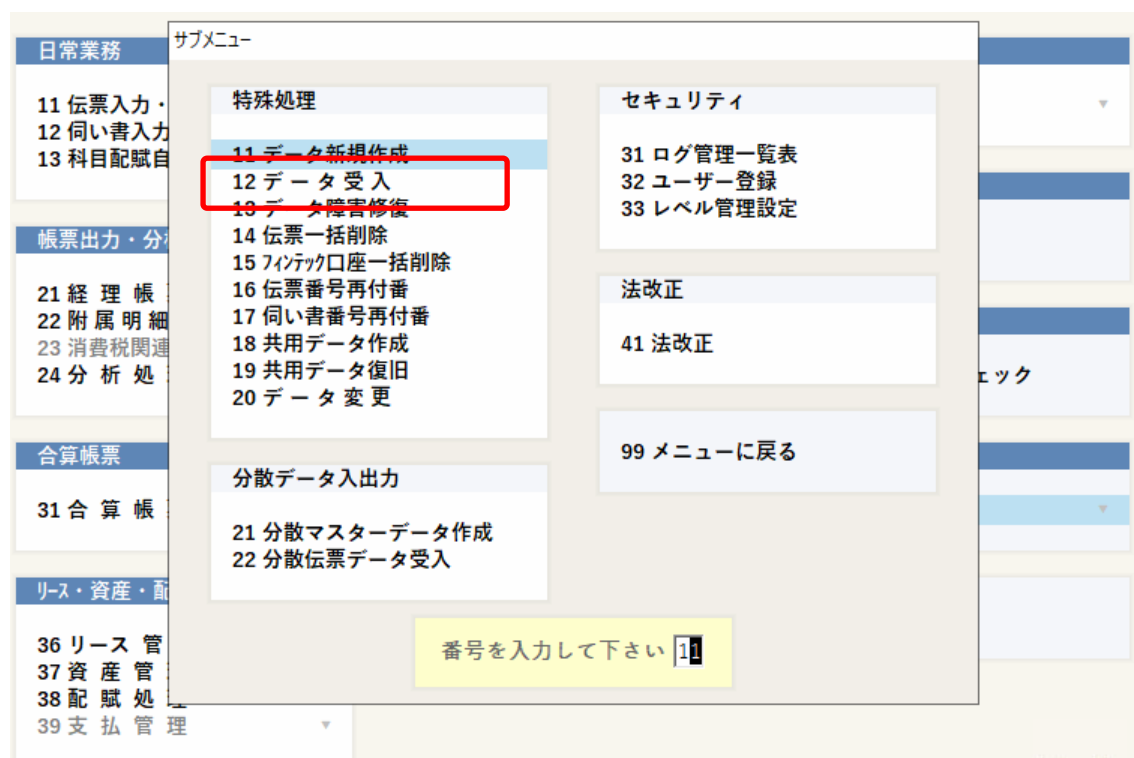 サブメニュー
日常業務
11 伝票入力・
12 伺い書入力
13 科目配賦自
帳票出力・分
21 経 理 帳
22 附 属 明 細
23 消費税関連
24 分 析 処
合算帳票
31 合 算 帳
リース・資産・配
36 リース 管
37 資 産 管
38 配 賦 処 理
39 支 払 管 理
▼
特殊処理
11 データ新規作成
12 デ ー タ 受 入
13 データ障害修復
14 伝票一括削除
15 フィンテック口座一括削除
16 伝票番号再付番
17 伺い書番号再付番
18 共用データ作成
19 共用データ復旧
20 デ ー タ 変 更
分散データ入出力
21 分散マスターデータ作成
22 分散伝票データ受入
セキュリティ
31 ログ管理一覧表
32 ユーザー登録
33 レベル管理設定
法改正
41 法改正
99 メニューに戻る
番号を入力して下さい 11
▼
ェック
▼